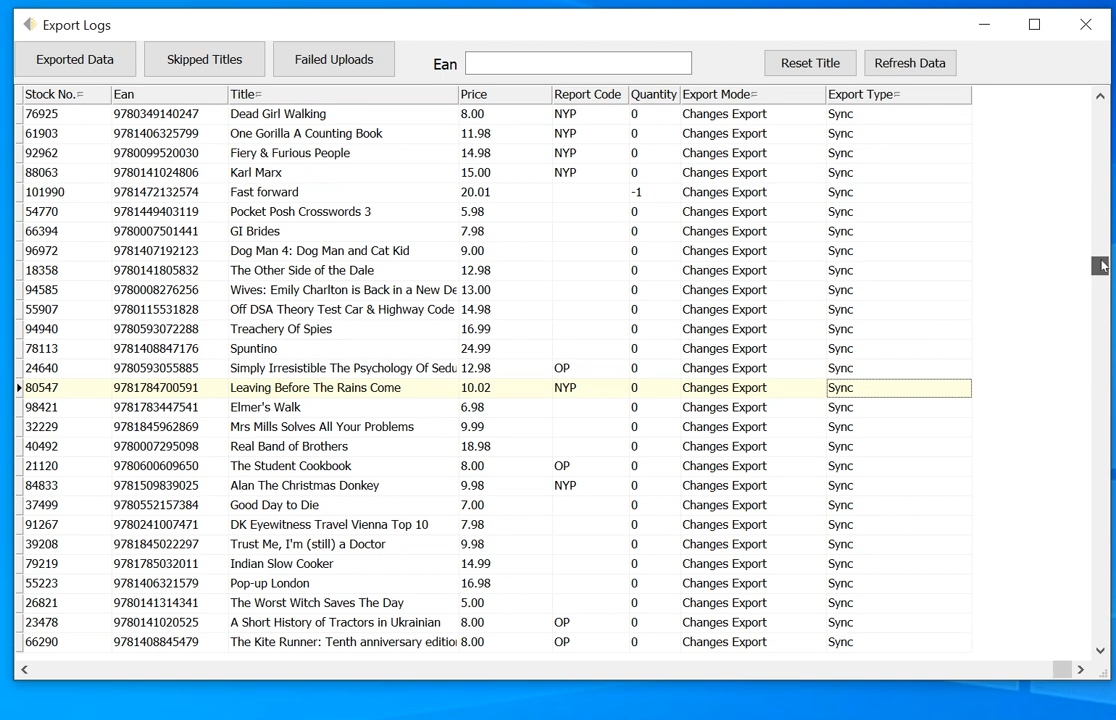 Export Logs
Exported Data Skipped Titles Failed Uploads Ean Reset Title Refresh Data
Stock No. Ean Title Price Report Code Quantity Export Mode Export Type
76925 9780349140247 Dead Girl Walking 8.00 NYP 0 Changes Export Sync
61903 9781406325799 One Gorilla A Counting Book 11.98 NYP 0 Changes Export Sync
92962 9780099520030 Fiery & Furious People 14.98 NYP 0 Changes Export Sync
88063 9780141024806 Karl Marx 15.00 NYP 0 Changes Export Sync
101990 9781472132574 Fast forward 20.01 -1 Changes Export Sync
54770 9781449403119 Pocket Posh Crosswords 3 5.98 0 Changes Export Sync
66394 9780007501441 GI Brides 7.98 0 Changes Export Sync
96972 9781407192123 Dog Man 4: Dog Man and Cat Kid 9.00 0 Changes Export Sync
18358 9780141805832 The Other Side of the Dale 12.98 0 Changes Export Sync
94585 9780008276256 Wives: Emily Charlton is Back in a New De 13.00 0 Changes Export Sync
55907 9780115531828 Off DSA Theory Test Car & Highway Code 14.98 0 Changes Export Sync
94940 9780593072288 Treachery Of Spies 16.99 0 Changes Export Sync
78113 9781408847176 Spuntino 24.99 0 Changes Export Sync
24640 9780593055885 Simply Irresistible The Psychology Of Sedu 12.98 OP 0 Changes Export Sync
80547 9781784700591 Leaving Before The Rains Come 10.02 NYP 0 Changes Export Sync
98421 9781783447541 Elmer's Walk 6.98 0 Changes Export Sync
32229 9781845962869 Mrs Mills Solves All Your Problems 9.99 0 Changes Export Sync
40492 9780007295098 Real Band of Brothers 18.98 0 Changes Export Sync
21120 9780600609650 The Student Cookbook 8.00 OP 0 Changes Export Sync
84833 9781509839025 Alan The Christmas Donkey 9.98 NYP 0 Changes Export Sync
37499 9780552157384 Good Day to Die 7.00 0 Changes Export Sync
91267 9780241007471 DK Eyewitness Travel Vienna Top 10 7.98 0 Changes Export Sync
39208 9781845022297 Trust Me, I'm (still) a Doctor 9.98 0 Changes Export Sync
79219 9781785032011 Indian Slow Cooker 14.99 0 Changes Export Sync
55223 9781406321579 Pop-up London 16.98 0 Changes Export Sync
26821 9780141314341 The Worst Witch Saves The Day 5.00 0 Changes Export Sync
23478 9780141020525 A Short History of Tractors in Ukrainian 8.00 OP 0 Changes Export Sync
66290 9781408845479 The Kite Runner: Tenth anniversary editio 8.00 OP 0 Changes Export Sync